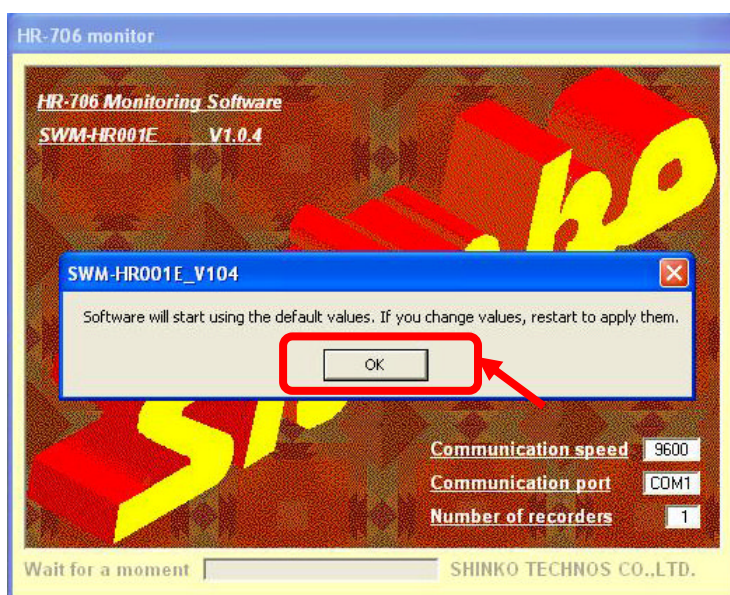 HR-706 monitor
HR-706 Monitoring Software
SWM-HR001E V1.0.4
SWM-HR001E_V104
Software will start using the default values. If you change values, restart to apply them.
OK
Communication speed 9600
Communication port COM1
Number of recorders 1
Wait for a moment SHINKO TECHNOS CO.,LTD.